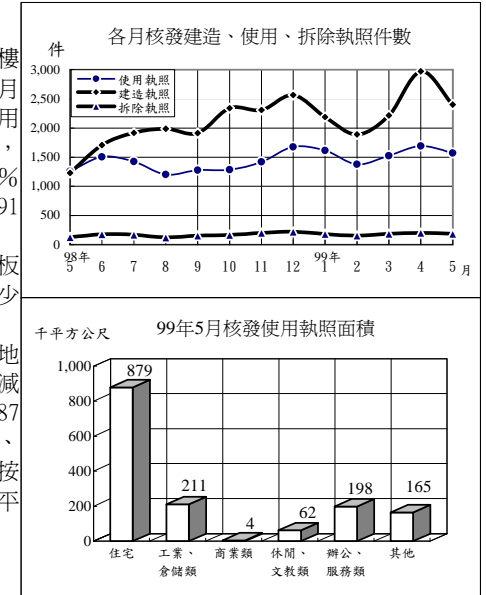 樓
月
用
，
%
91
板
少
地
減
87
、
按
平
各月核發建造、使用、拆除執照件數
件
3,000
2,500
2,000
1,500
1,000
500
0
使用執照
建造執照
拆除執照
98年 99年
5 6 7 8 9 10 11 12 1 2 3 4 5 月
99年5月核發使用執照面積
千平方公尺
1,000
800
600
400
200
0
879 211 4 62 198 165
住宅 工業、 商業類 休閒、 辦公、 其他
倉儲類 文教類 服務類